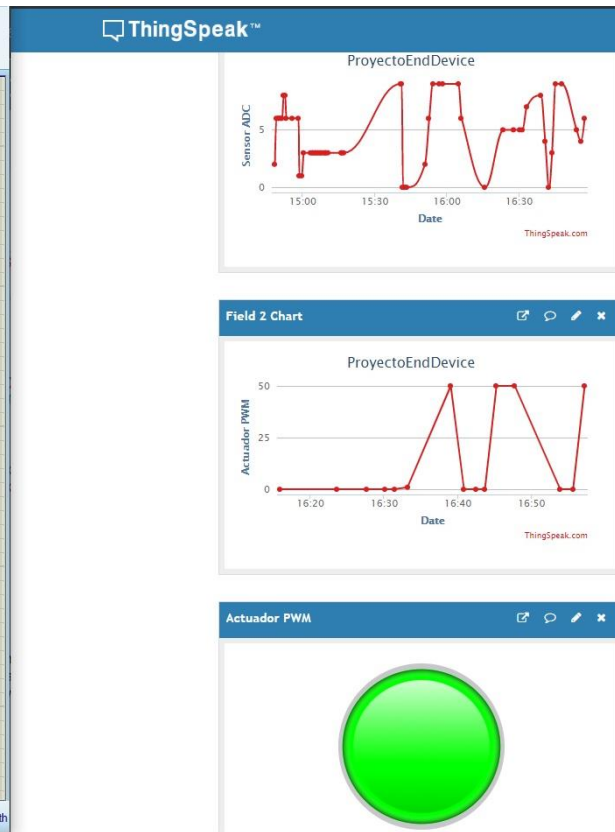 ThingSpeak™
ProyectoEndDevice
Sensor ADC
5
0
15:00 15:30 16:00 16:30
Date
ThingSpeak.com
Field 2 Chart
ProyectoEndDevice
Actuador PWM
50
25
0
16:20 16:30 16:40 16:50
Date
ThingSpeak.com
Actuador PWM
th